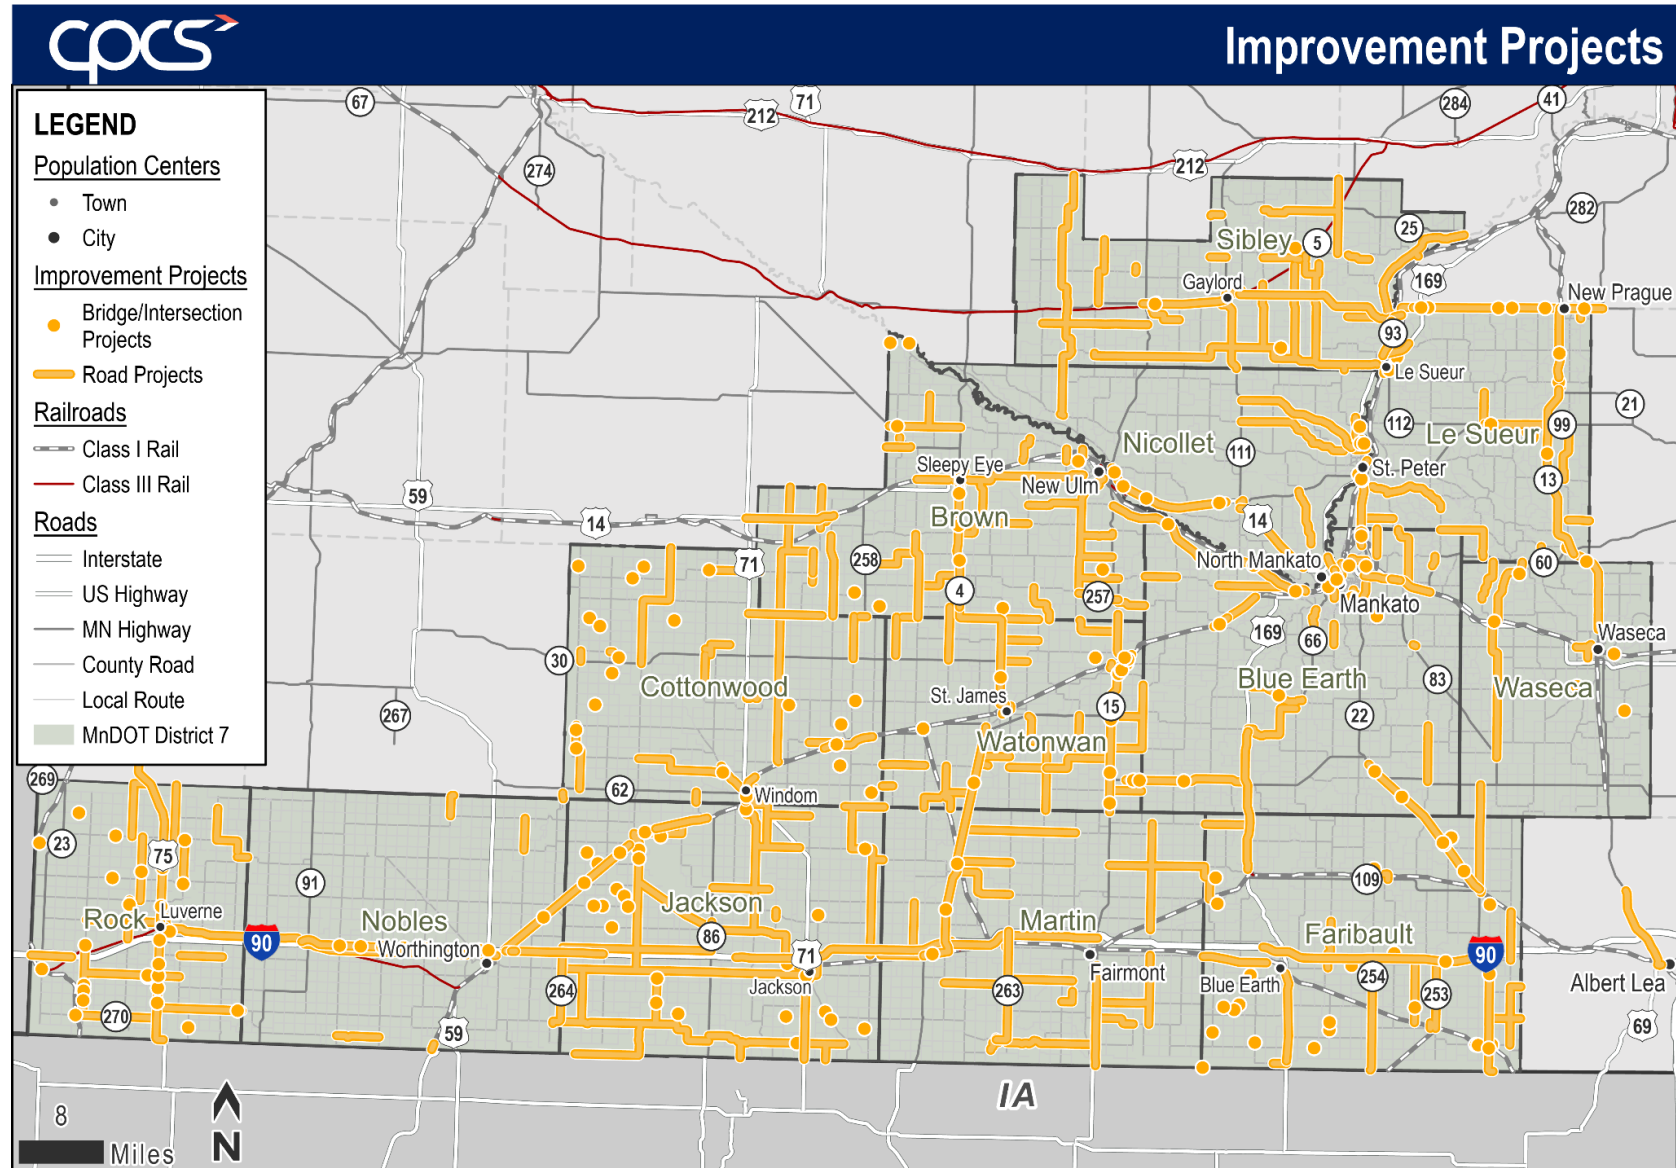 cpcs
Improvement Projects
LEGEND
Population Centers
Town
City
Improvement Projects
Bridge/Intersection
Projects
Road Projects
Railroads
Class I Rail
Class III Rail
Roads
Interstate
US Highway
MN Highway
County Road
Local Route
MnDOT District 7
67
71
212
284
41
274
212
282
25
Sibley
5
169
Gaylord
New Prague
93
Le Sueur
21
112
Le Sueur
99
Nicollet
111
Sleepy Eye
St. Peter
New Ulm
13
59
14
Brown
14
71
258
North Mankato
60
4
257
Mankato
169
66
Waseca
30
Cottonwood
Blue Earth
83
Waseca
St. James
15
22
267
Watonwan
269
62
Windom
23
75
91
109
Rock
Luverne
Nobles
Jackson
Martin
Faribault
90
86
Worthington
71
90
Fairmont
Blue Earth
254
Albert Lea
Jackson
264
263
253
270
59
69
IA
8
Miles
N